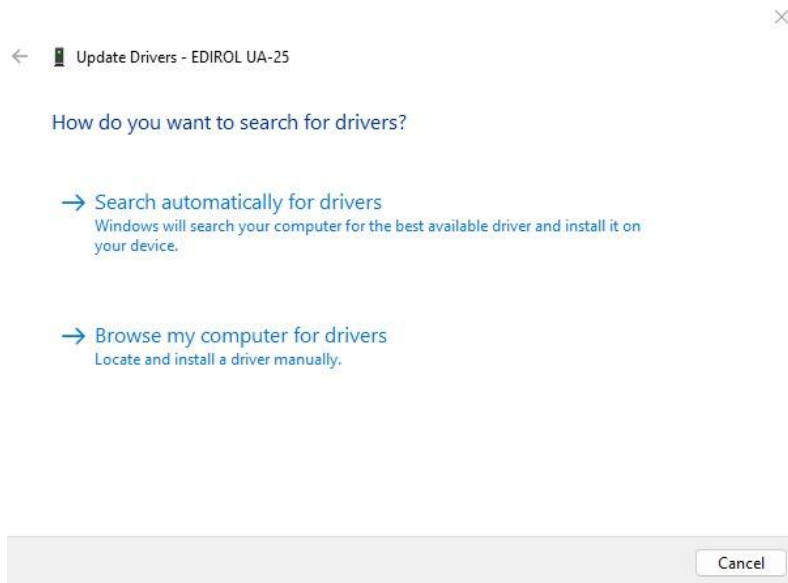 Update Drivers - EDIROL UA-25
How do you want to search for drivers?
Search automatically for drivers
Windows will search your computer for the best available driver and install it on
your device.
Browse my computer for drivers
Locate and install a driver manually.
Cancel